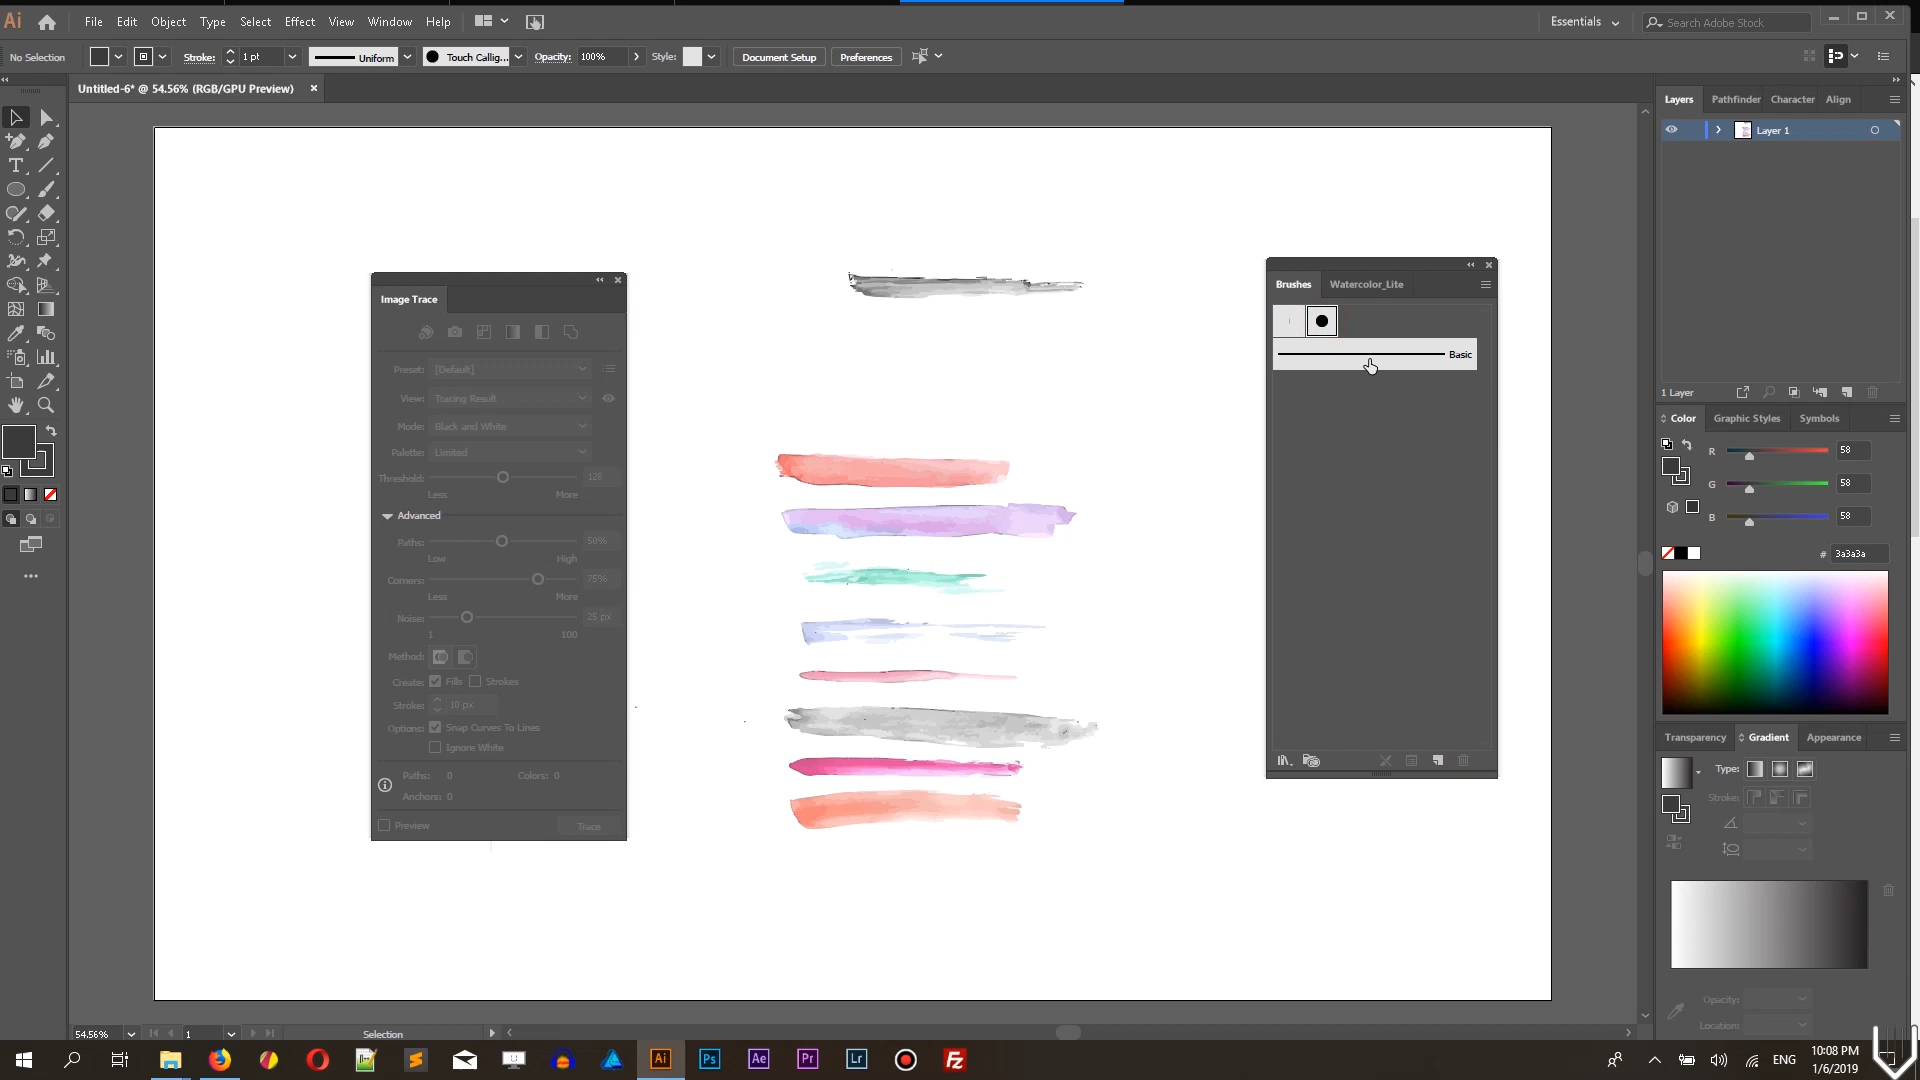 Ai File Edit Object Type Select Effect View Window Help Essentials Search Adobe Stock
No Selection Stroke: 1 pt Uniform Touch Callig... Opacity: 100% Style: Document Setup Preferences
Untitled-6* @ 54.56% (RGB/GPU Preview)
Layers Pathfinder Character Align
Layer 1
1 Layer
Color Graphic Styles Symbols
R 58
G 58
B 58
# 3a3a3a
Transparency Gradient Appearance
Type:
Stroke:
Opacity:
Location:
Image Trace
Preset: [Default]
View: Tracing Result
Mode: Black and White
Palette: Limited
Threshold: 128
Less More
Advanced
Paths: 50%
Low High
Corners: 75%
Less More
Noise: 25 px
1 100
Method:
Create: Fills Strokes
Stroke: 10 px
Options: Snap Curves To Lines
Ignore White
Paths: 0 Colors: 0
Anchors: 0
Preview Trace
Brushes Watercolor_Lite
Basic
54.56% 1 Selection
Ai Ps Ae Pr Lr Fz
ENG
10:08 PM
1/6/2019